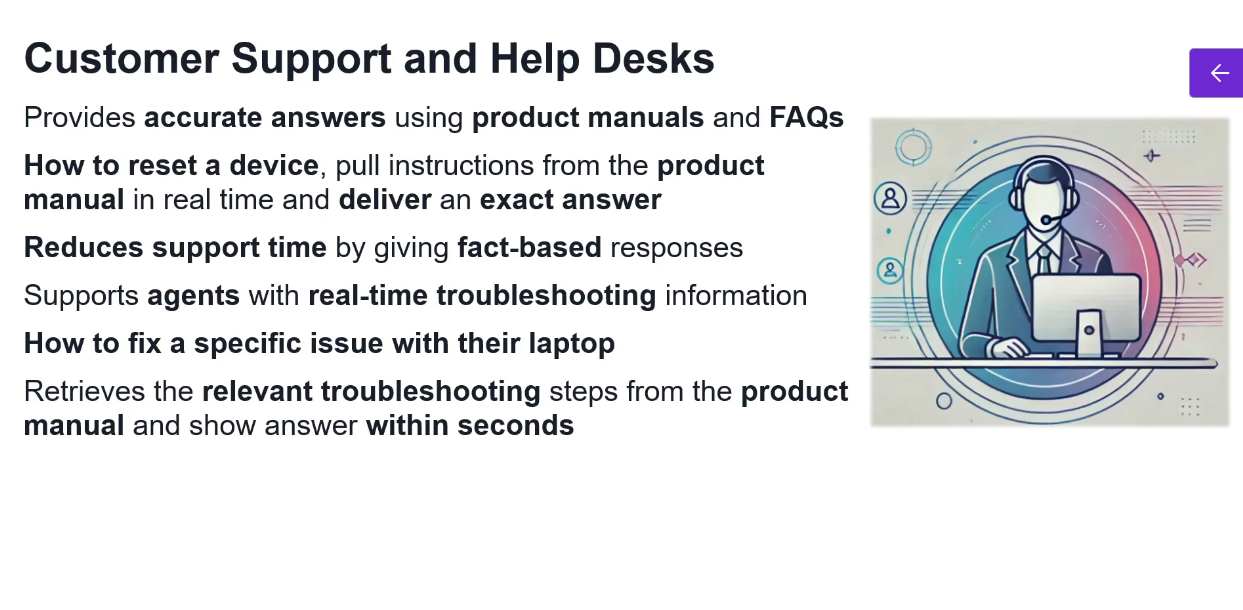 Customer Support and Help Desks
Provides accurate answers using product manuals and FAQs
How to reset a device, pull instructions from the product
manual in real time and deliver an exact answer
Reduces support time by giving fact-based responses
Supports agents with real-time troubleshooting information
How to fix a specific issue with their laptop
Retrieves the relevant troubleshooting steps from the product
manual and show answer within seconds